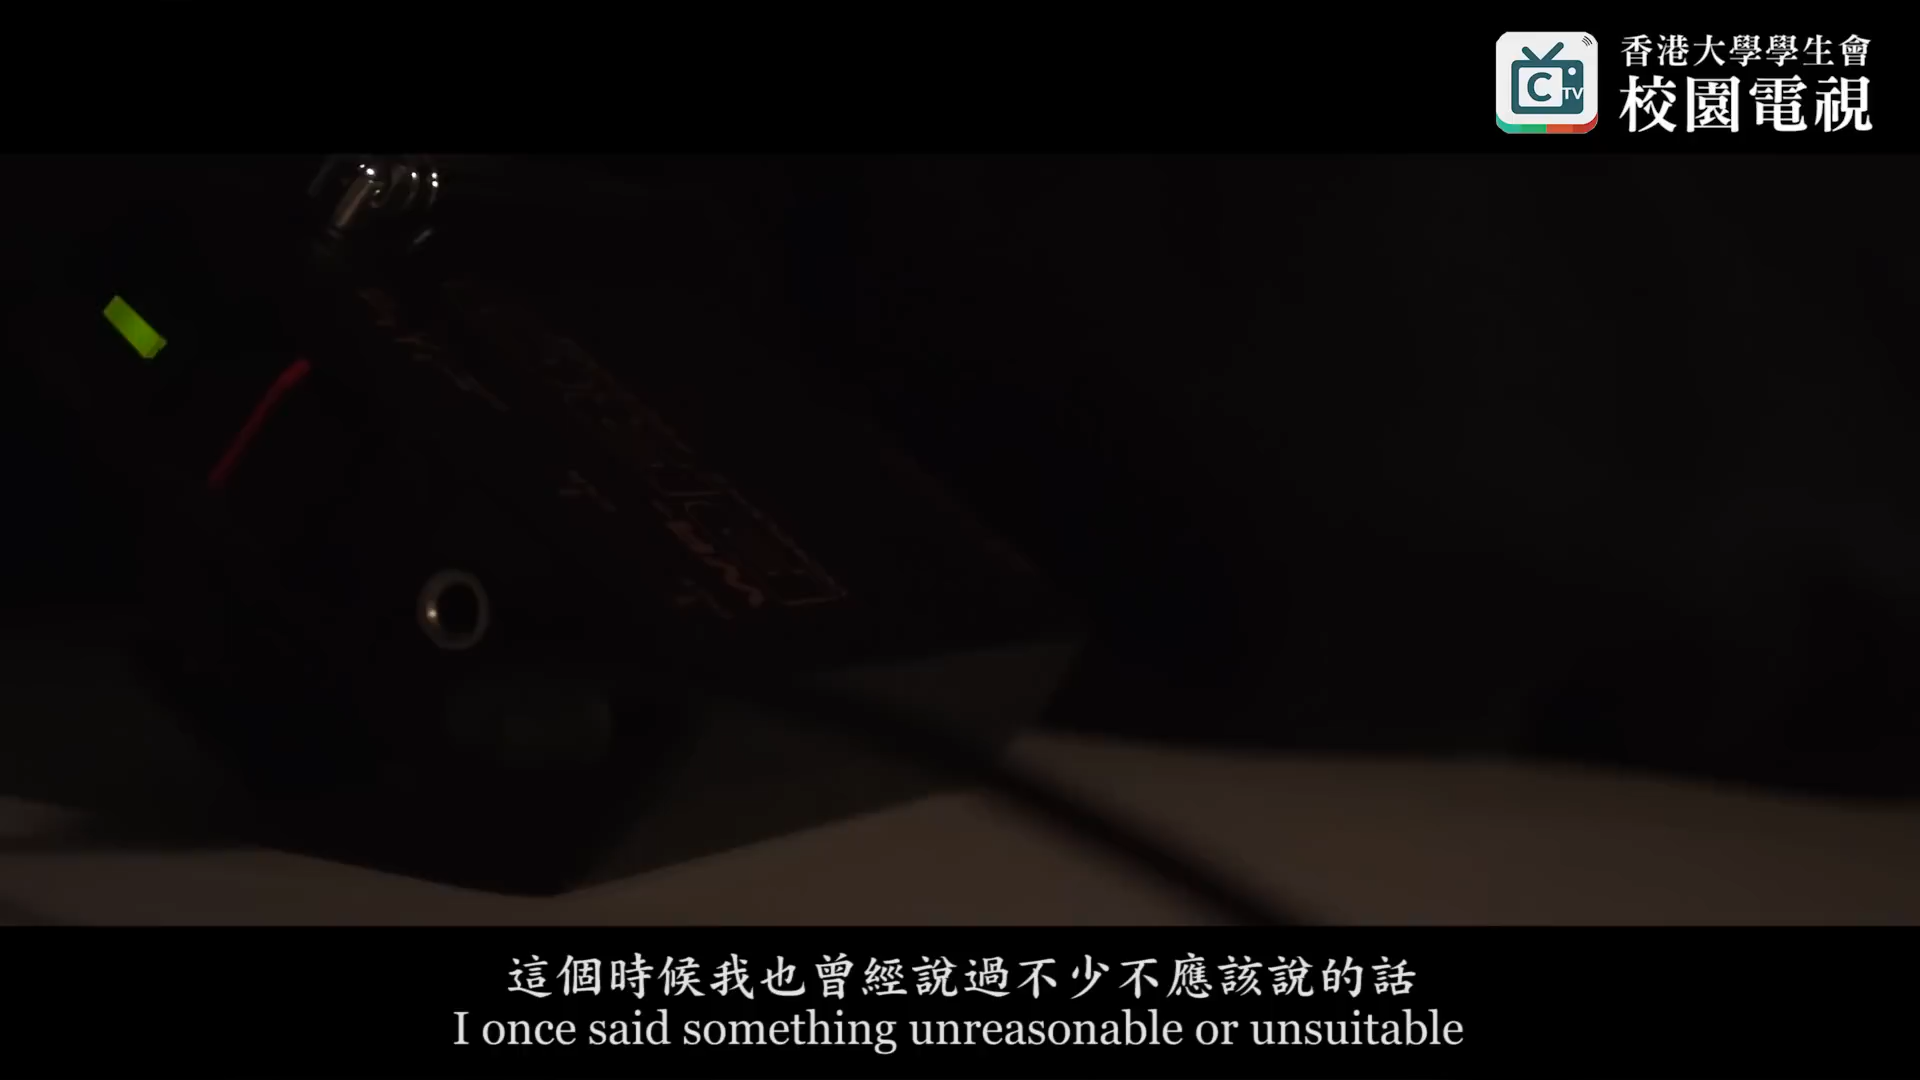 香港大學學生會
校園電視
C TV
這個時候我也曾經說過不少不應該說的話
I once said something unreasonable or unsuitable